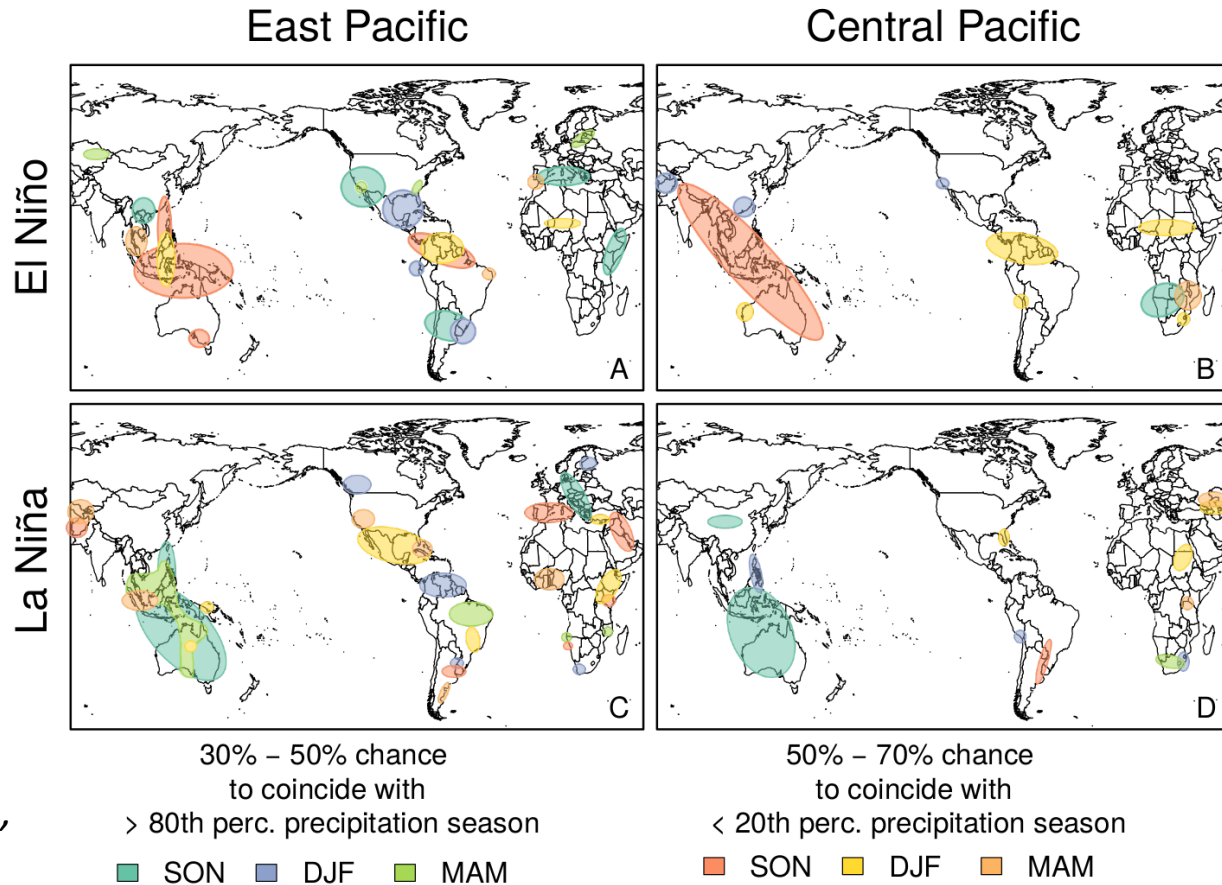 East Pacific
Central Pacific
El Niño
A
B
La Niña
C
D
30% – 50% chance
to coincide with
> 80th perc. precipitation season
SON DJF MAM
50% – 70% chance
to coincide with
< 20th perc. precipitation season
SON DJF MAM
,